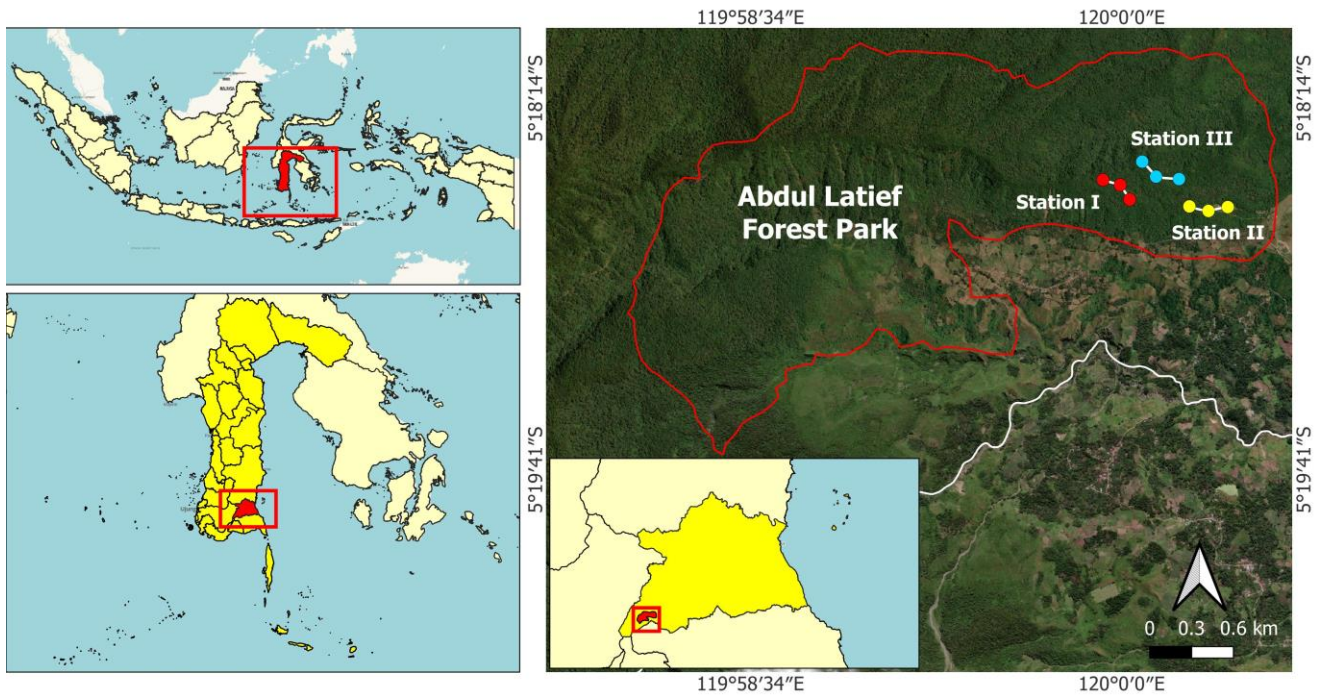 119°58′34″E
120°0′0″E
5°18′14″S
5°18′14″S
Station III
Station I
Station II
Abdul Latief
Forest Park
5°19′41″S
5°19′41″S
0 0.3 0.6 km
119°58′34″E
120°0′0″E